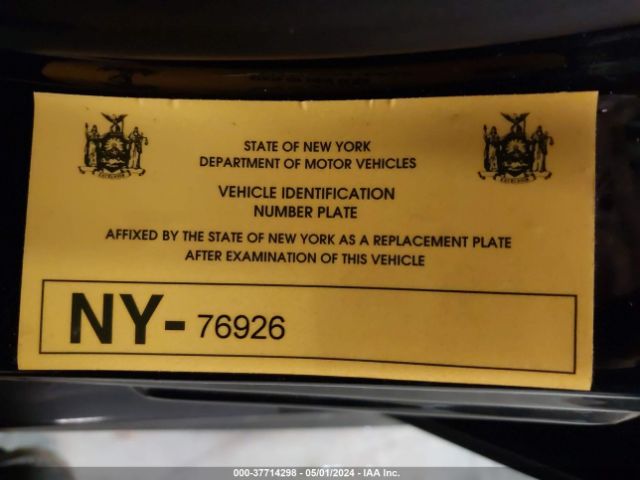 STATE OF NEW YORK
DEPARTMENT OF MOTOR VEHICLES
VEHICLE IDENTIFICATION
NUMBER PLATE
AFFIXED BY THE STATE OF NEW YORK AS A REPLACEMENT PLATE
AFTER EXAMINATION OF THIS VEHICLE
NY- 76926
000-37714298 - 05/01/2024 - IAA Inc.